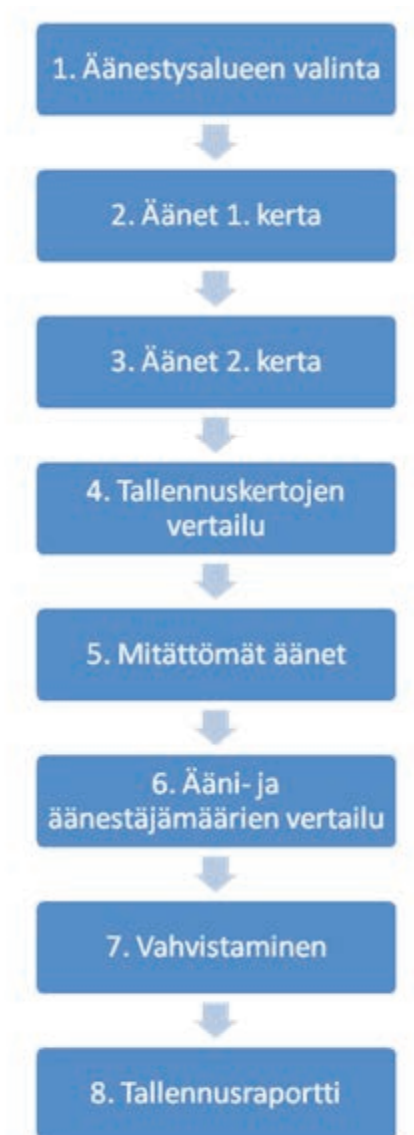 1. Äänestysalueen valinta
2. Äänet 1. kerta
3. Äänet 2. kerta
4. Tallennuskertojen
vertailu
5. Mitättömät äänet
6. Ääni- ja
äänestäjämäärien vertailu
7. Vahvistaminen
8. Tallennusraportti